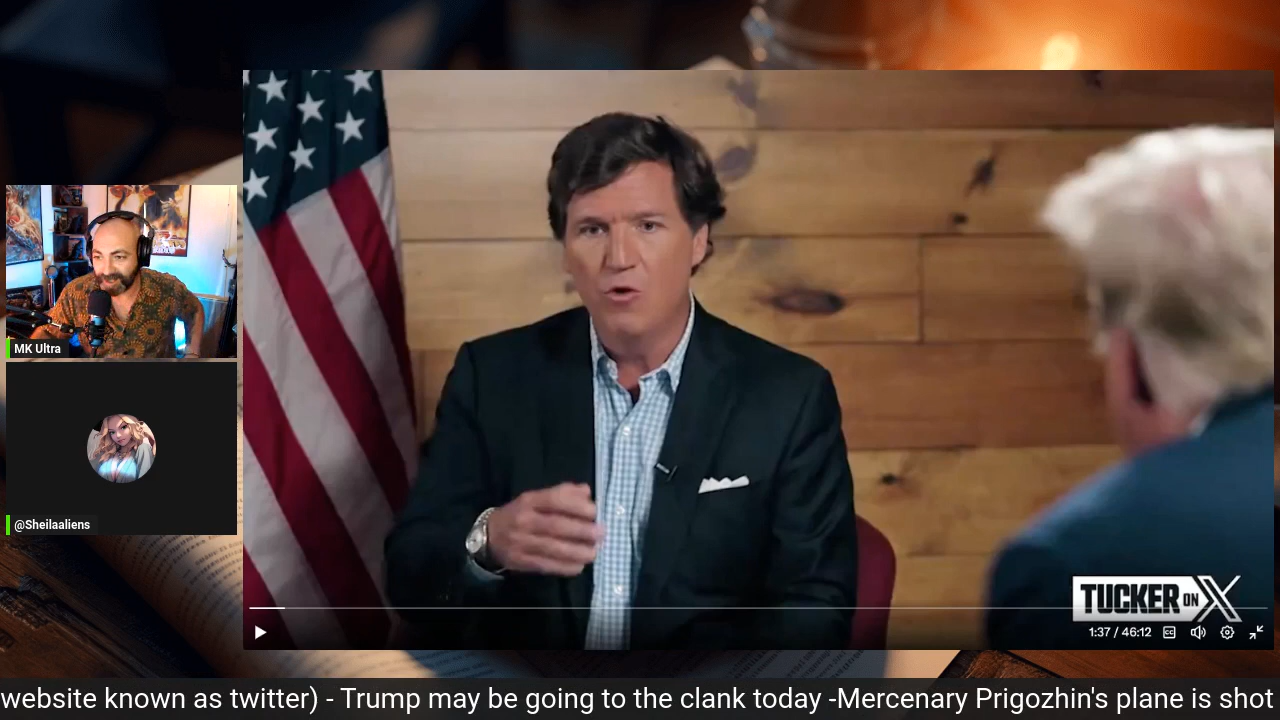 MK Ultra
@Sheilaaliens
TUCKER ON X
1:37 / 46:12
CC
website known as twitter) - Trump may be going to the clank today -Mercenary Prigozhin's plane is shot